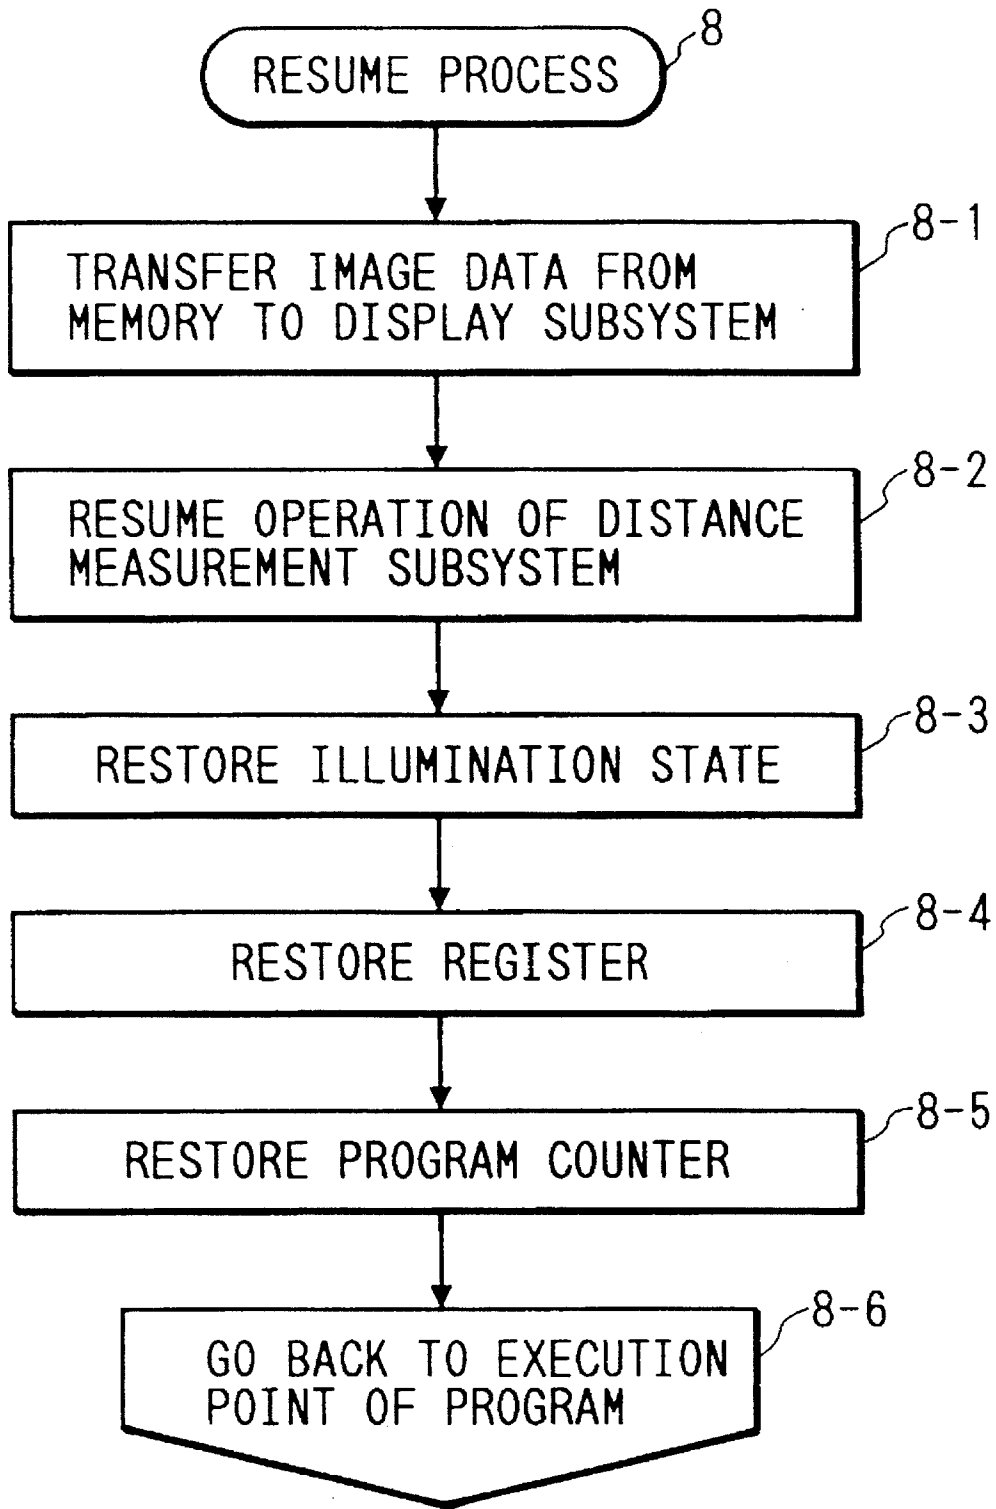 RESUME PROCESS
8
8-1
TRANSFER IMAGE DATA FROM
MEMORY TO DISPLAY SUBSYSTEM
8-2
RESUME OPERATION OF DISTANCE
MEASUREMENT SUBSYSTEM
8-3
RESTORE ILLUMINATION STATE
8-4
RESTORE REGISTER
8-5
RESTORE PROGRAM COUNTER
8-6
GO BACK TO EXECUTION
POINT OF PROGRAM